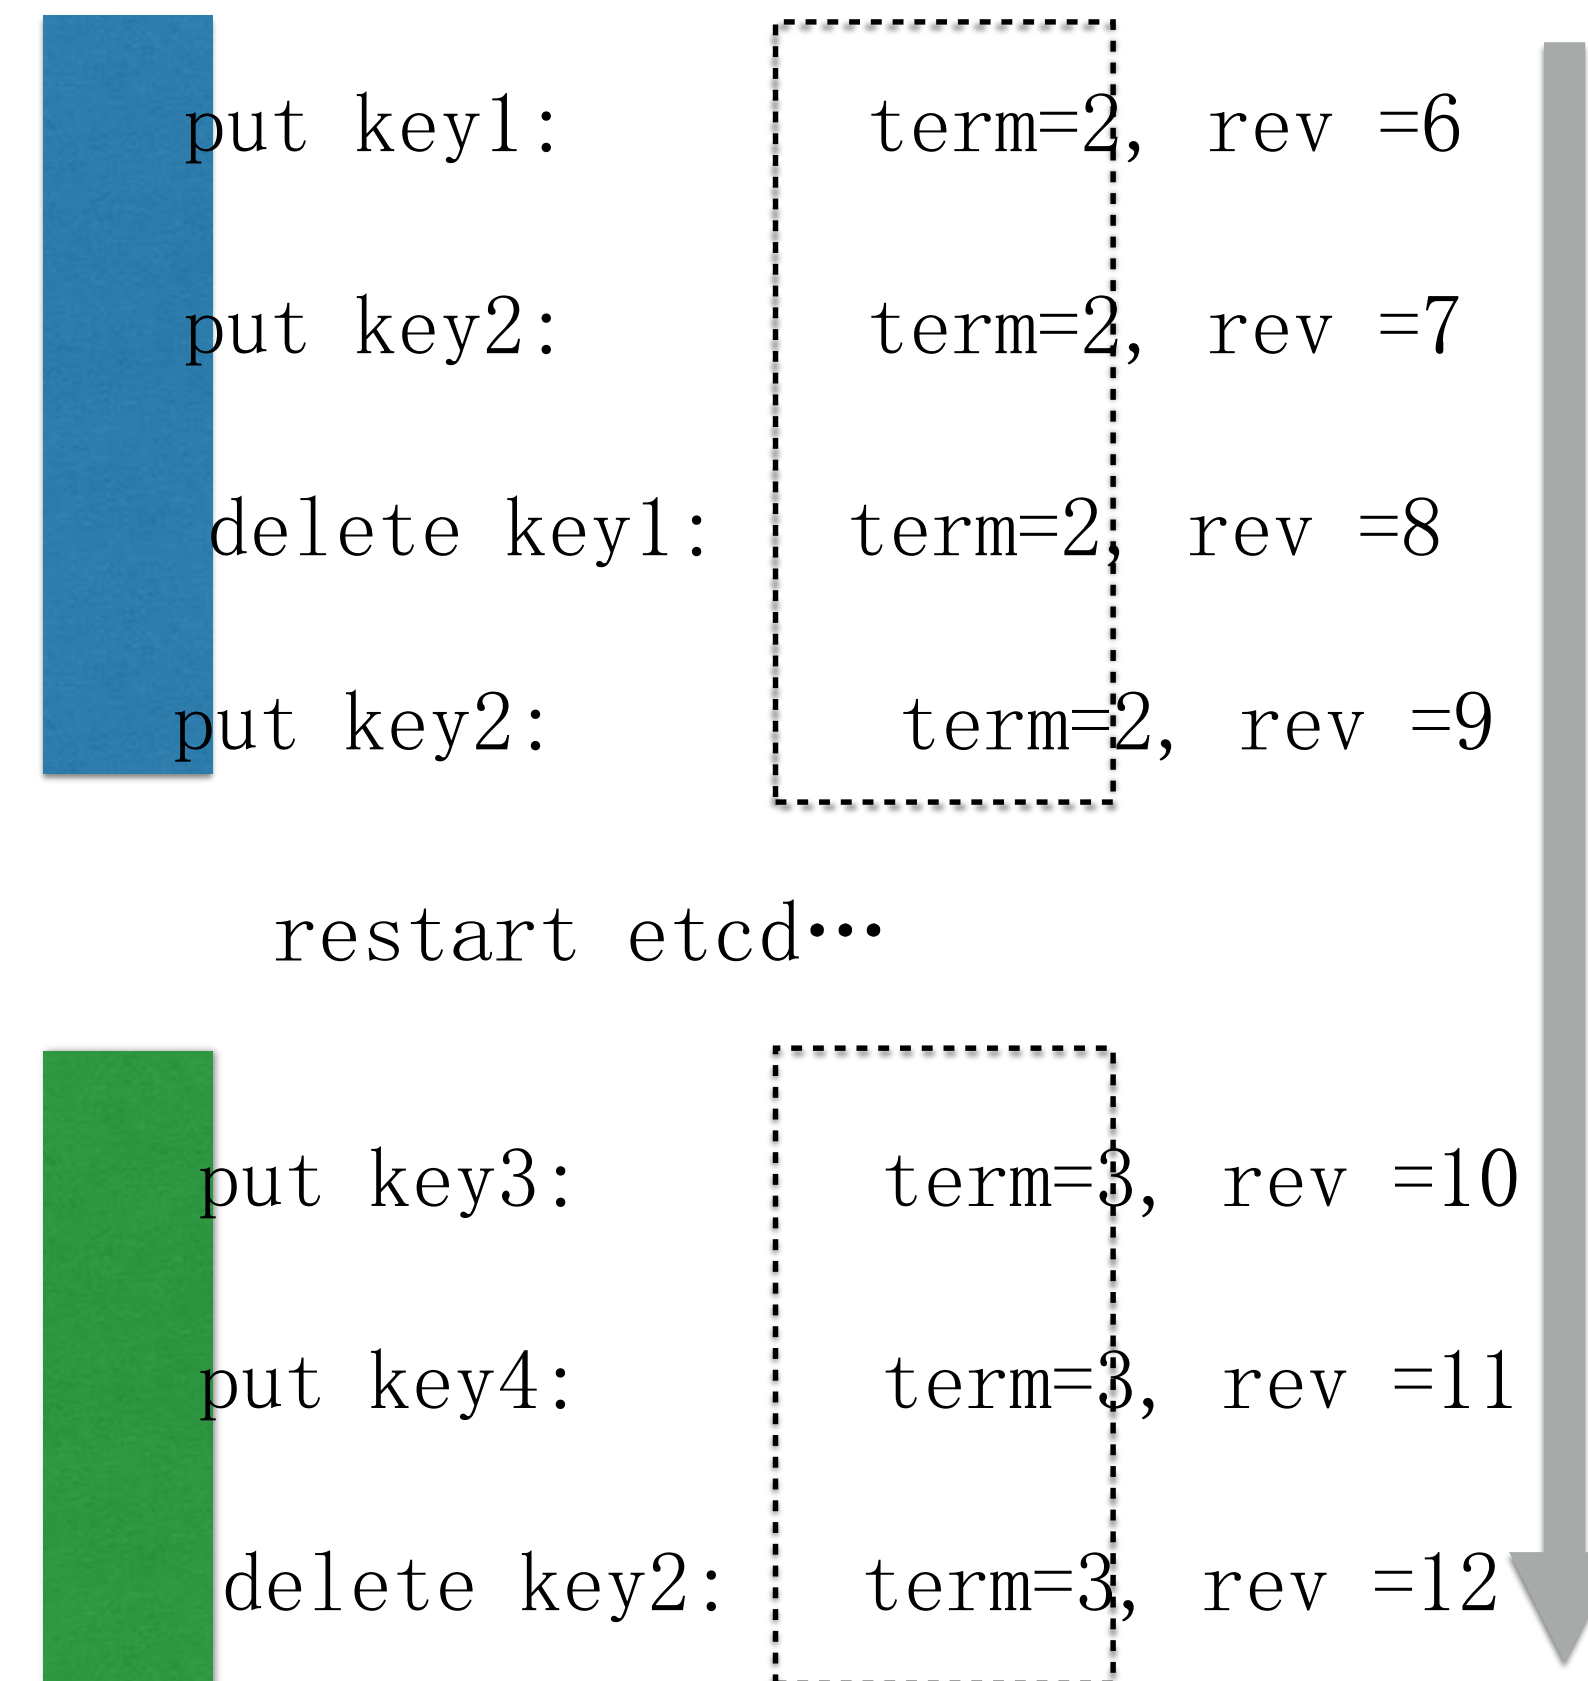 put key1: term=2, rev =6
put key2: term=2, rev =7
delete key1: term=2, rev =8
put key2: term=2, rev =9
restart etcd…
put key3: term=3, rev =10
put key4: term=3, rev =11
delete key2: term=3, rev =12